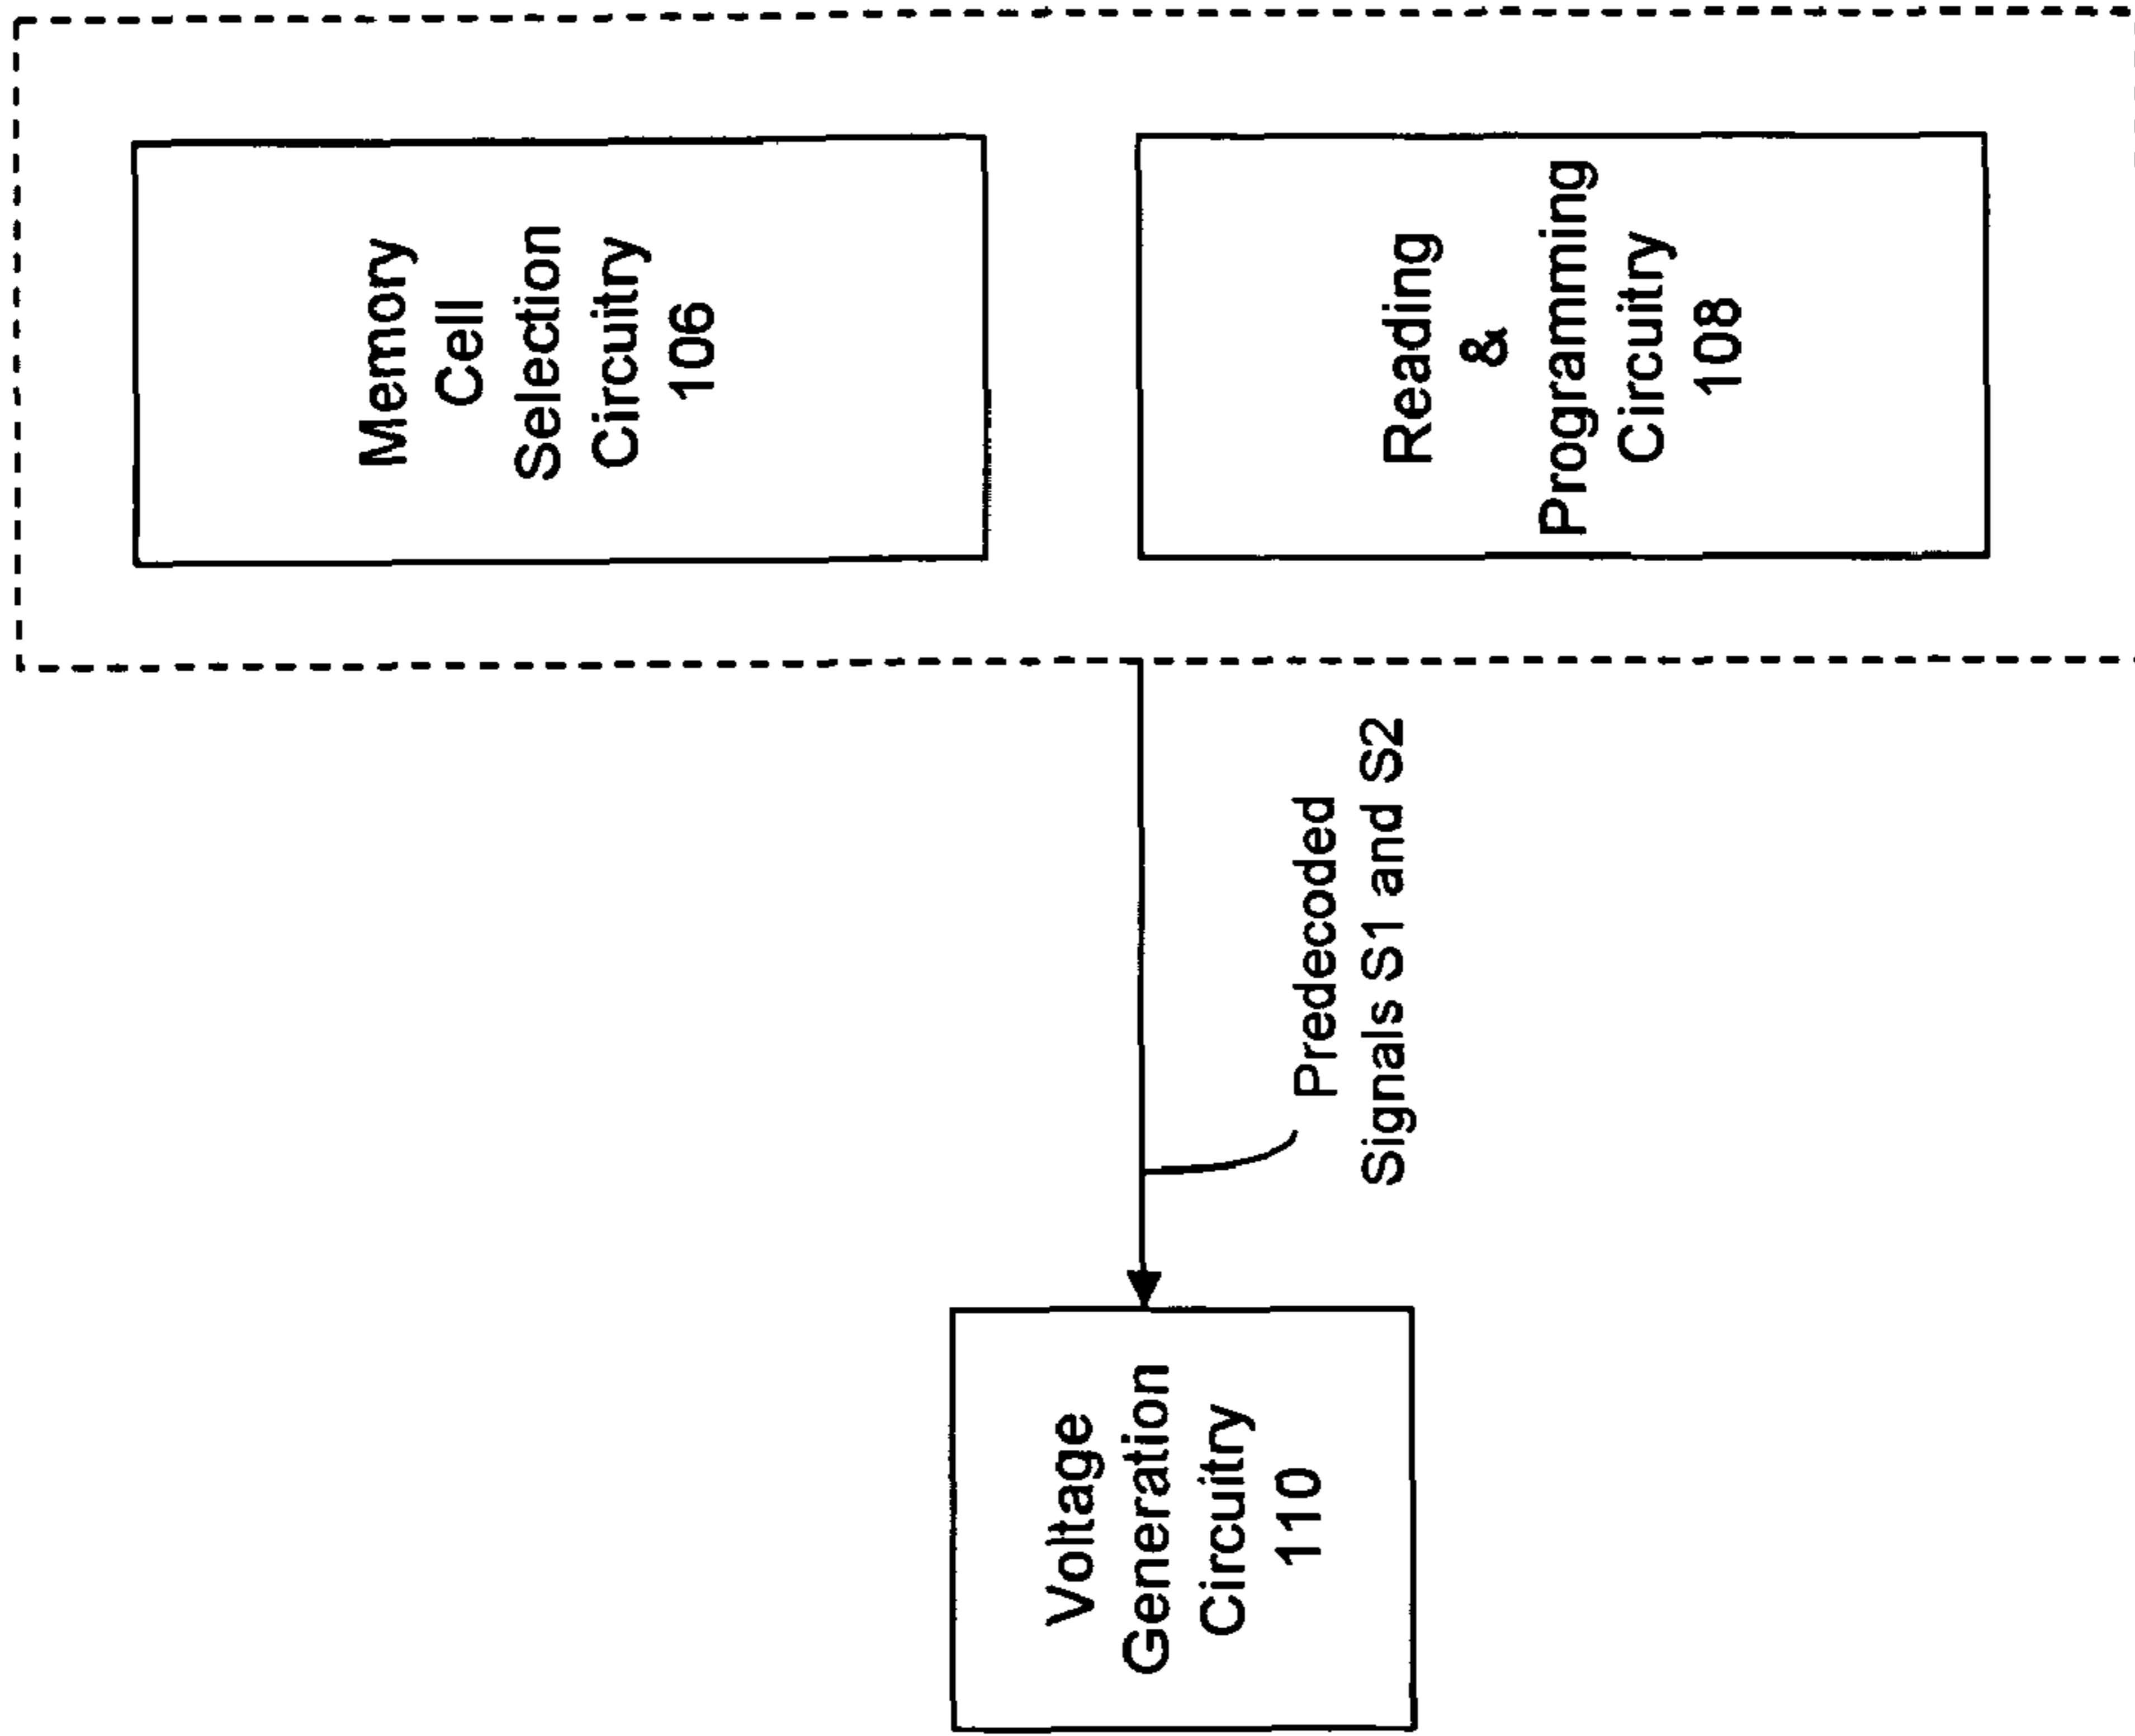 Memory
Cell
Selection
Circuitry
106
Reading
&
Programming
Circuitry
108
Predecoded
Signals S1 and S2
Voltage
Generation
Circuitry
110